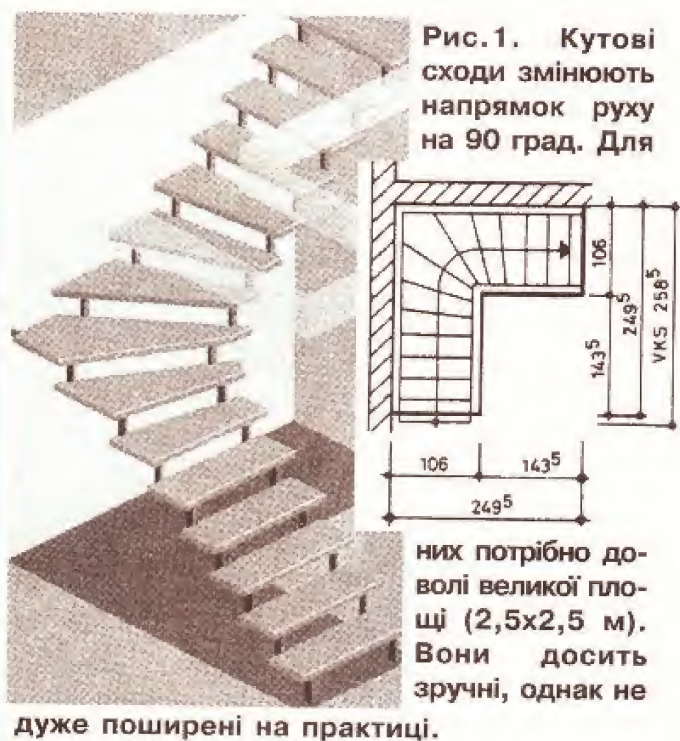 Рис.1. Кутові
сходи змінюють
напрямок руху
на 90 град. Для
106
249⁵
VKS 258⁵
143⁵
106
143⁵
249⁵
них потрібно до-
волі великої пло-
щі (2,5х2,5 м).
Вони досить
зручні, однак не
дуже поширені на практиці.